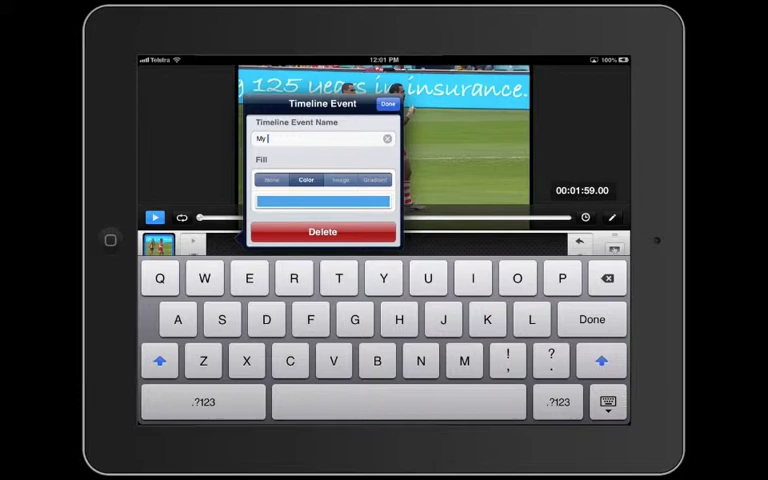 Telstra
12:01 PM
100%
g 125 years in insurance.
Timeline Event
Done
Timeline Event Name
My
Fill
None
Color
Image
Gradient
00:01:59.00
Delete
Q W E R T Y U I O P
A S D F G H J K L Done
Z X C V B N M ! , ? .
.?123
.?123